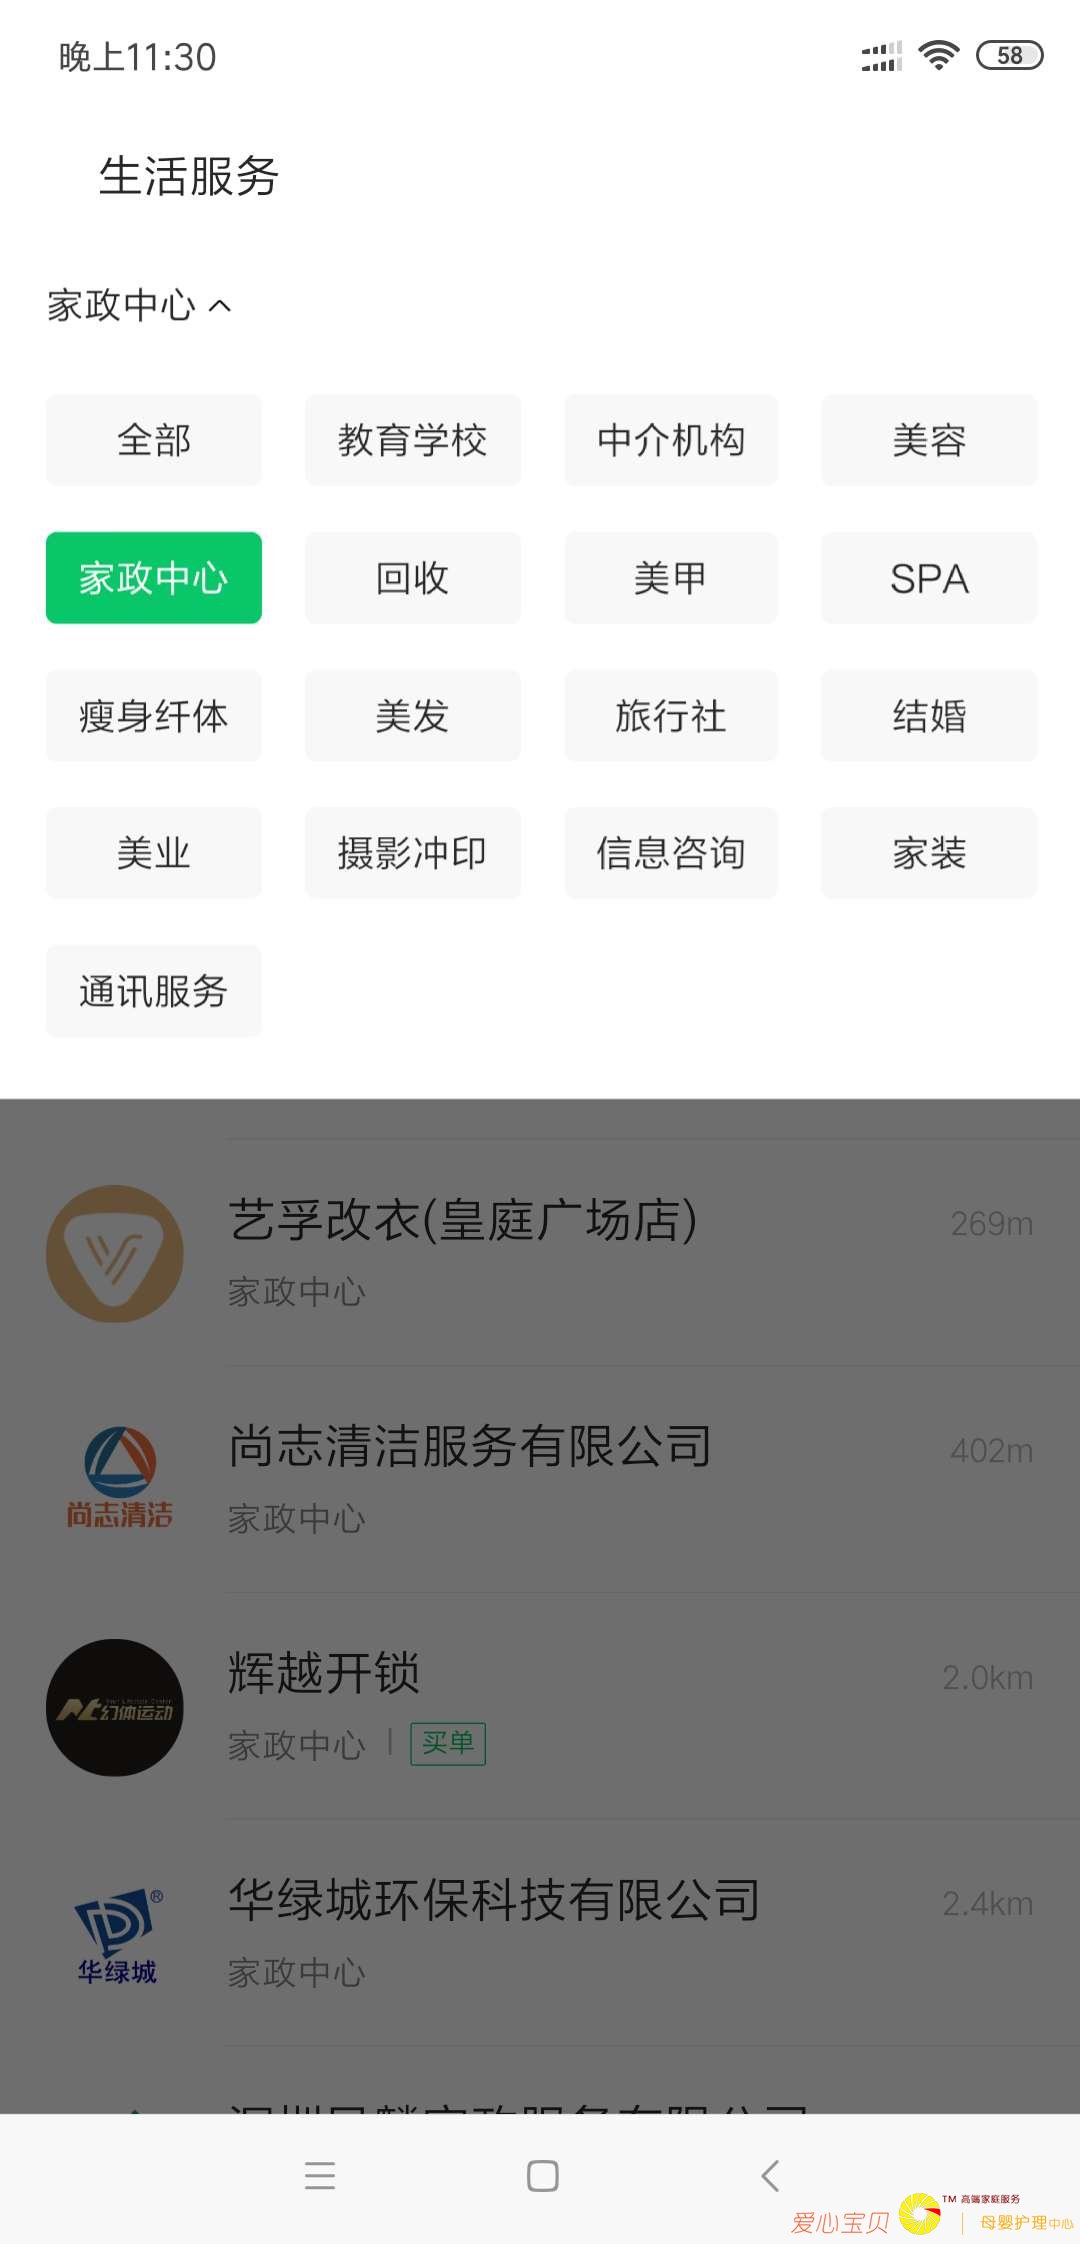 晚上11:30
58
生活服务
家政中心
全部 教育学校 中介机构 美容
家政中心 回收 美甲 SPA
瘦身纤体 美发 旅行社 结婚
美业 摄影冲印 信息咨询 家装
通讯服务
艺孚改衣(皇庭广场店) 269m
家政中心
尚志清洁服务有限公司 402m
尚志清洁
家政中心
辉越开锁 2.0km
幻体运动
家政中心 | 买单
华绿城环保科技有限公司 2.4km
®
华绿城
家政中心
爱心宝贝 TM 高端家庭服务
母婴护理中心